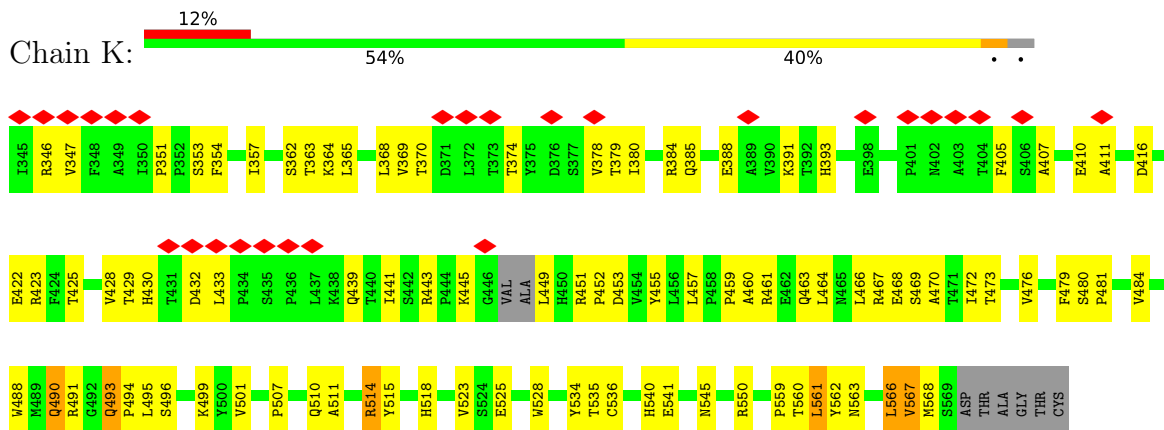 12%
Chain K:
54% 40% • •
I345 R346 V347 F348 A349 I350 P351 P352 S353 F354 I357 S362 T363 K364 L365 L368 V369 T370 D371 L372 T373 T374 Y375 D376 S377 V378 T379 I380 R384 Q385 E388 A389 V390 K391 T392 H393 E398 P401 N402 A403 T404 F405 S406 A407 E410 A411 D416
E422 R423 F424 T425 V428 T429 H430 T431 D432 L433 P434 S435 P436 L437 K438 Q439 T440 I441 S442 R443 P444 K445 G446 VAL ALA L449 H450 R451 P452 D453 V454 Y455 L456 L457 P458 P459 A460 R461 E462 Q463 L464 N465 L466 R467 E468 S469 A470 T471 I472 T473 V476 F479 S480 P481 V484
W488 M489 Q490 R491 G492 Q493 P494 L495 S496 K499 Y500 V501 P507 Q510 A511 R514 Y515 H518 V523 S524 E525 W528 Y534 T535 C536 H540 E541 N545 R550 P559 T560 L561 Y562 N563 L566 V567 M568 S569 ASP THR ALA GLY THR CYS